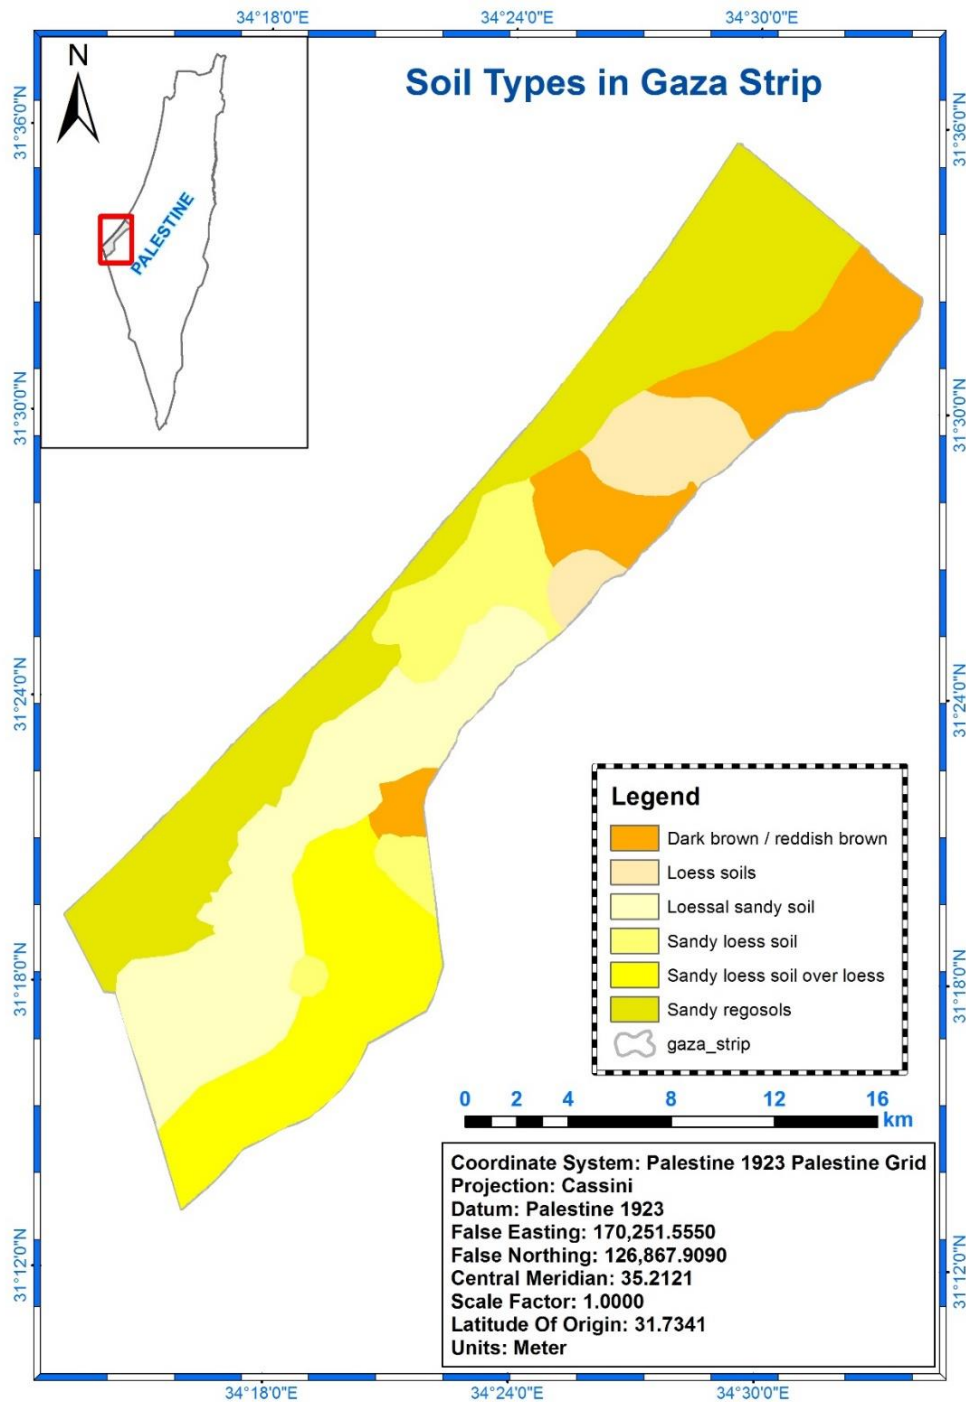 34°18'0"E
34°24'0"E
34°30'0"E
N
Soil Types in Gaza Strip
PALESTINE
31°36'0"N
31°36'0"N
31°30'0"N
31°30'0"N
31°24'0"N
31°24'0"N
31°18'0"N
31°18'0"N
31°12'0"N
31°12'0"N
Legend
Dark brown / reddish brown
Loess soils
Loessal sandy soil
Sandy loess soil
Sandy loess soil over loess
Sandy regosols
gaza_strip
0 2 4 8 12 16
km
Coordinate System: Palestine 1923 Palestine Grid
Projection: Cassini
Datum: Palestine 1923
False Easting: 170,251.5550
False Northing: 126,867.9090
Central Meridian: 35.2121
Scale Factor: 1.0000
Latitude Of Origin: 31.7341
Units: Meter
34°18'0"E
34°24'0"E
34°30'0"E